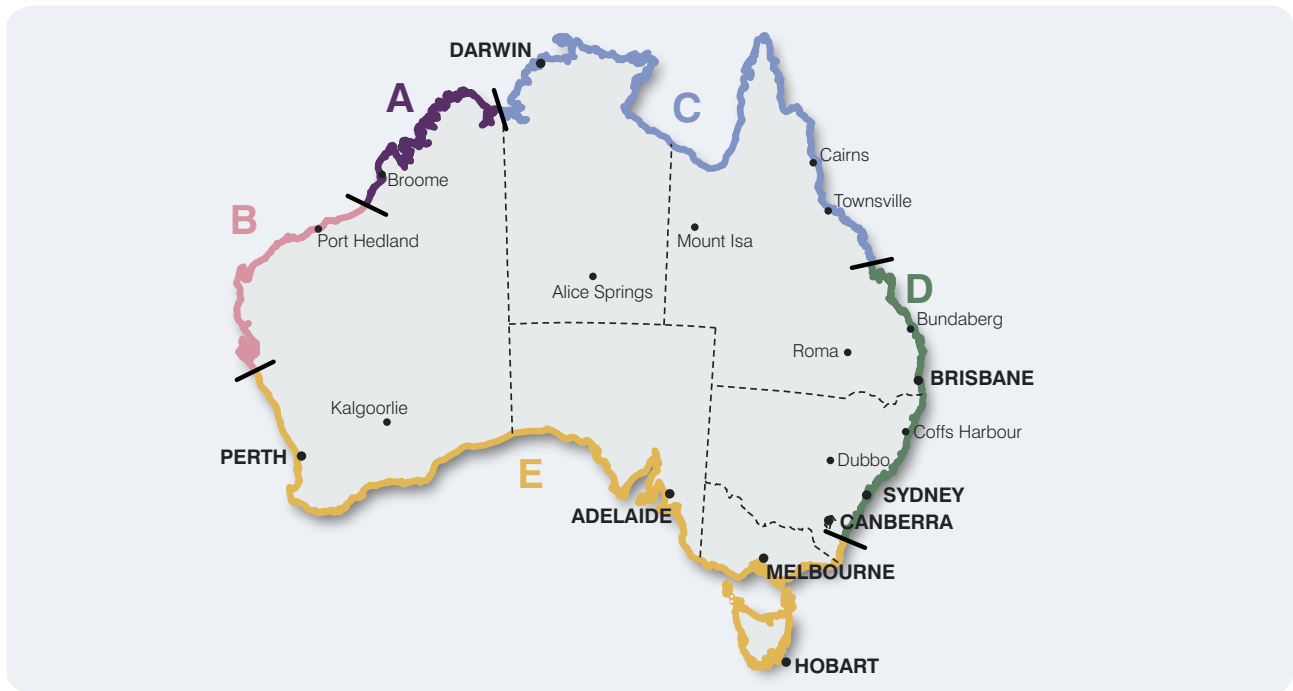 DARWIN
A
C
Cairns
Broome
Townsville
B
Port Hedland
Mount Isa
Alice Springs
D
Bundaberg
Roma
BRISBANE
Kalgoorlie
Coffs Harbour
PERTH
Dubbo
E
SYDNEY
ADELAIDE
CANBERRA
MELBOURNE
HOBART